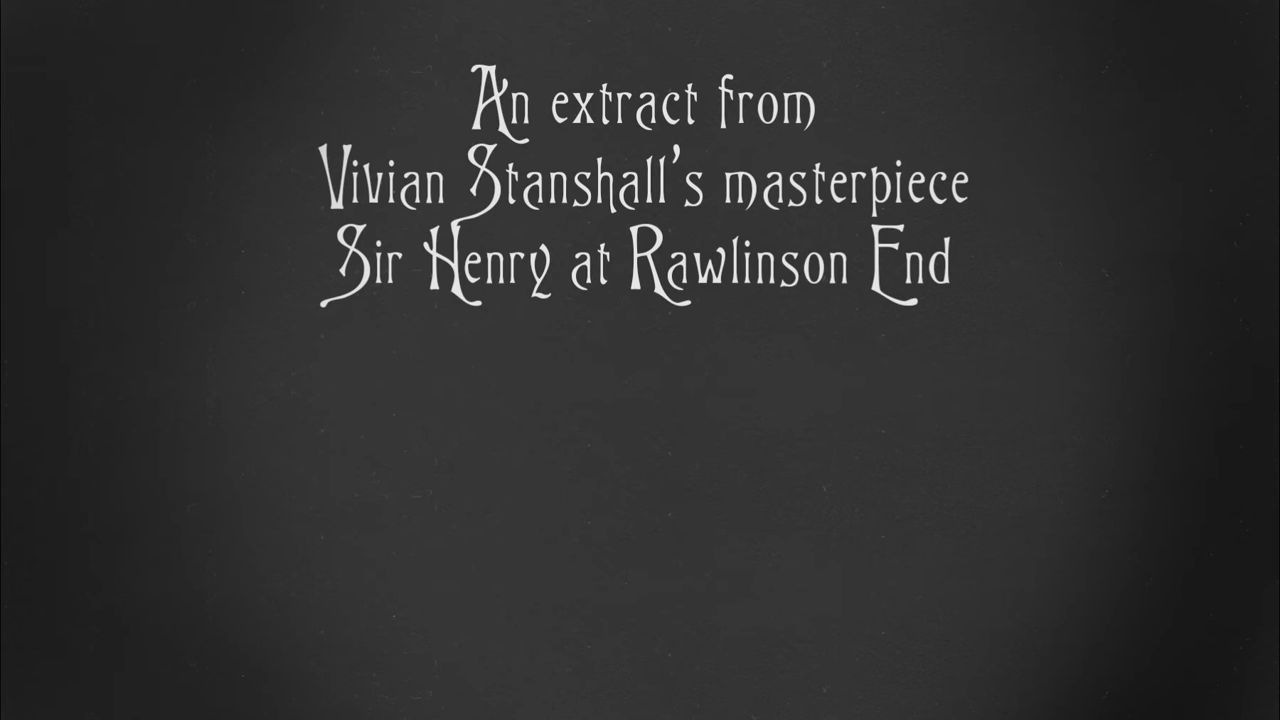 An extract from
Vivian Stanshall's masterpiece
Sir Henry at Rawlinson End